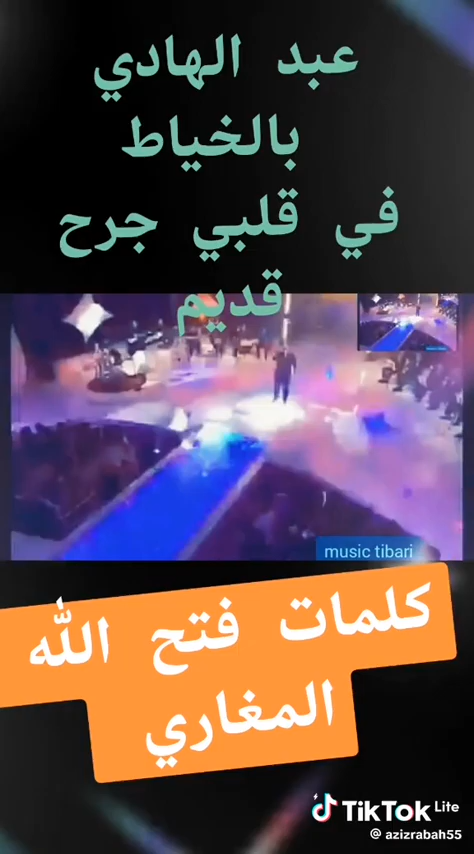 عبد الهادي
بالخياط
في قلبي جرح
قديم
music tibari
كلمات فتح الله
المغاري
TikTok Lite
azizrabah55